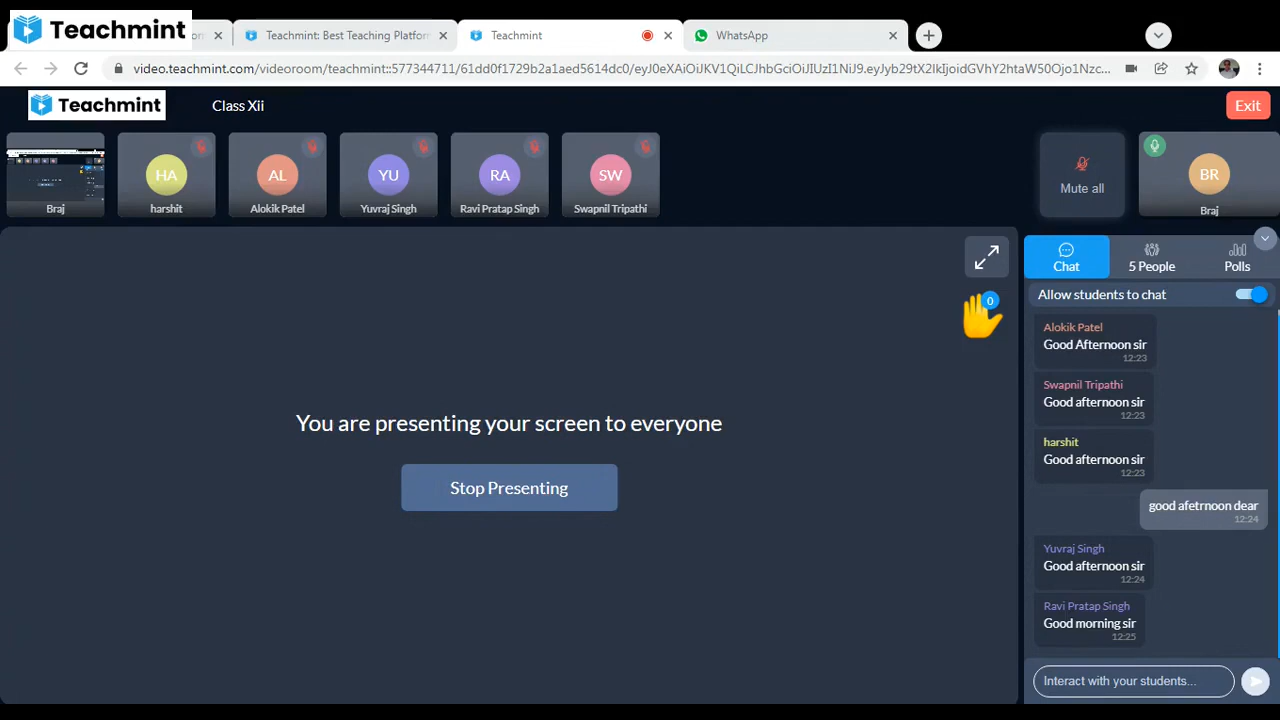 Teachmint
Teachmint: Best Teaching Platfor
Teachmint
WhatsApp
video.teachmint.com/videoroom/teachmint::577344711/61dd0f1729b2a1aed5614dc0/eyJ0eXAiOiJKV1QiLCJhbGciOiJIUzI1NiJ9.eyJyb29tX2lkIjoidGVhY2htaW50Ojo1Nzc...
Teachmint
Class Xii
Exit
Braj
HA
harshit
AL
Alokik Patel
YU
Yuvraj Singh
RA
Ravi Pratap Singh
SW
Swapnil Tripathi
Mute all
BR
Braj
Chat
5 People
Polls
Allow students to chat
0
You are presenting your screen to everyone
Stop Presenting
Alokik Patel
Good Afternoon sir
12:23
Swapnil Tripathi
Good afternoon sir
12:23
harshit
Good afternoon sir
12:23
good afetrnoon dear
12:24
Yuvraj Singh
Good afternoon sir
12:24
Ravi Pratap Singh
Good morning sir
12:25
Interact with your students...